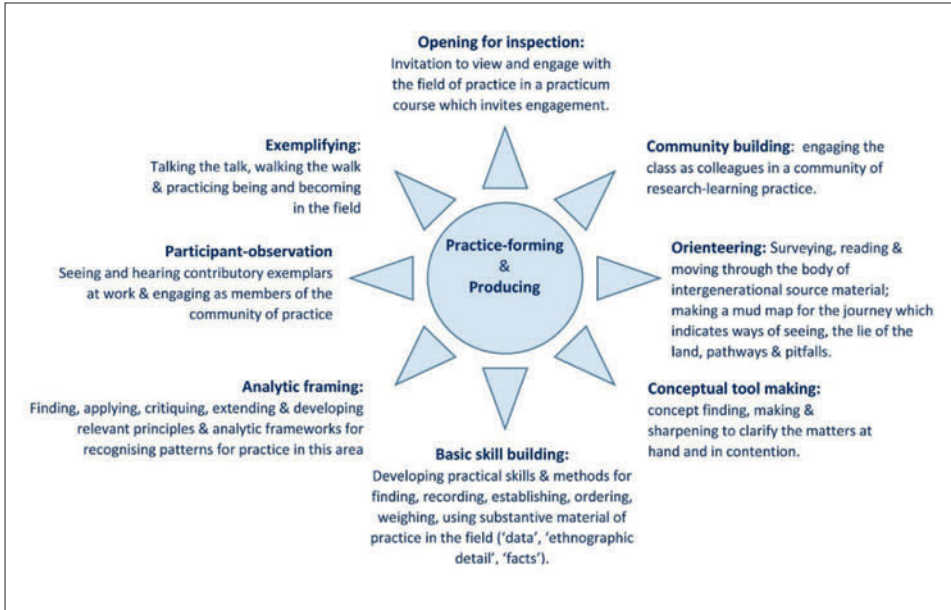 Opening for inspection:
Invitation to view and engage with
the field of practice in a practicum
course which invites engagement.
Community building: engaging the
class as colleagues in a community of
research-learning practice.
Orienteering: Surveying, reading &
moving through the body of
intergenerational source material;
making a mud map for the journey which
indicates ways of seeing, the lie of the
land, pathways & pitfalls.
Conceptual tool making:
concept finding, making &
sharpening to clarify the matters at
hand and in contention.
Basic skill building:
Developing practical skills & methods for
finding, recording, establishing, ordering,
weighing, using substantive material of
practice in the field (‘data’, ‘ethnographic
detail’, ‘facts’).
Analytic framing:
Finding, applying, critiquing, extending & developing
relevant principles & analytic frameworks for
recognising patterns for practice in this area
Participant-observation
Seeing and hearing contributory exemplars
at work & engaging as members of the
community of practice
Exemplifying:
Talking the talk, walking the walk
& practicing being and becoming
in the field
Practice-forming
&
Producing